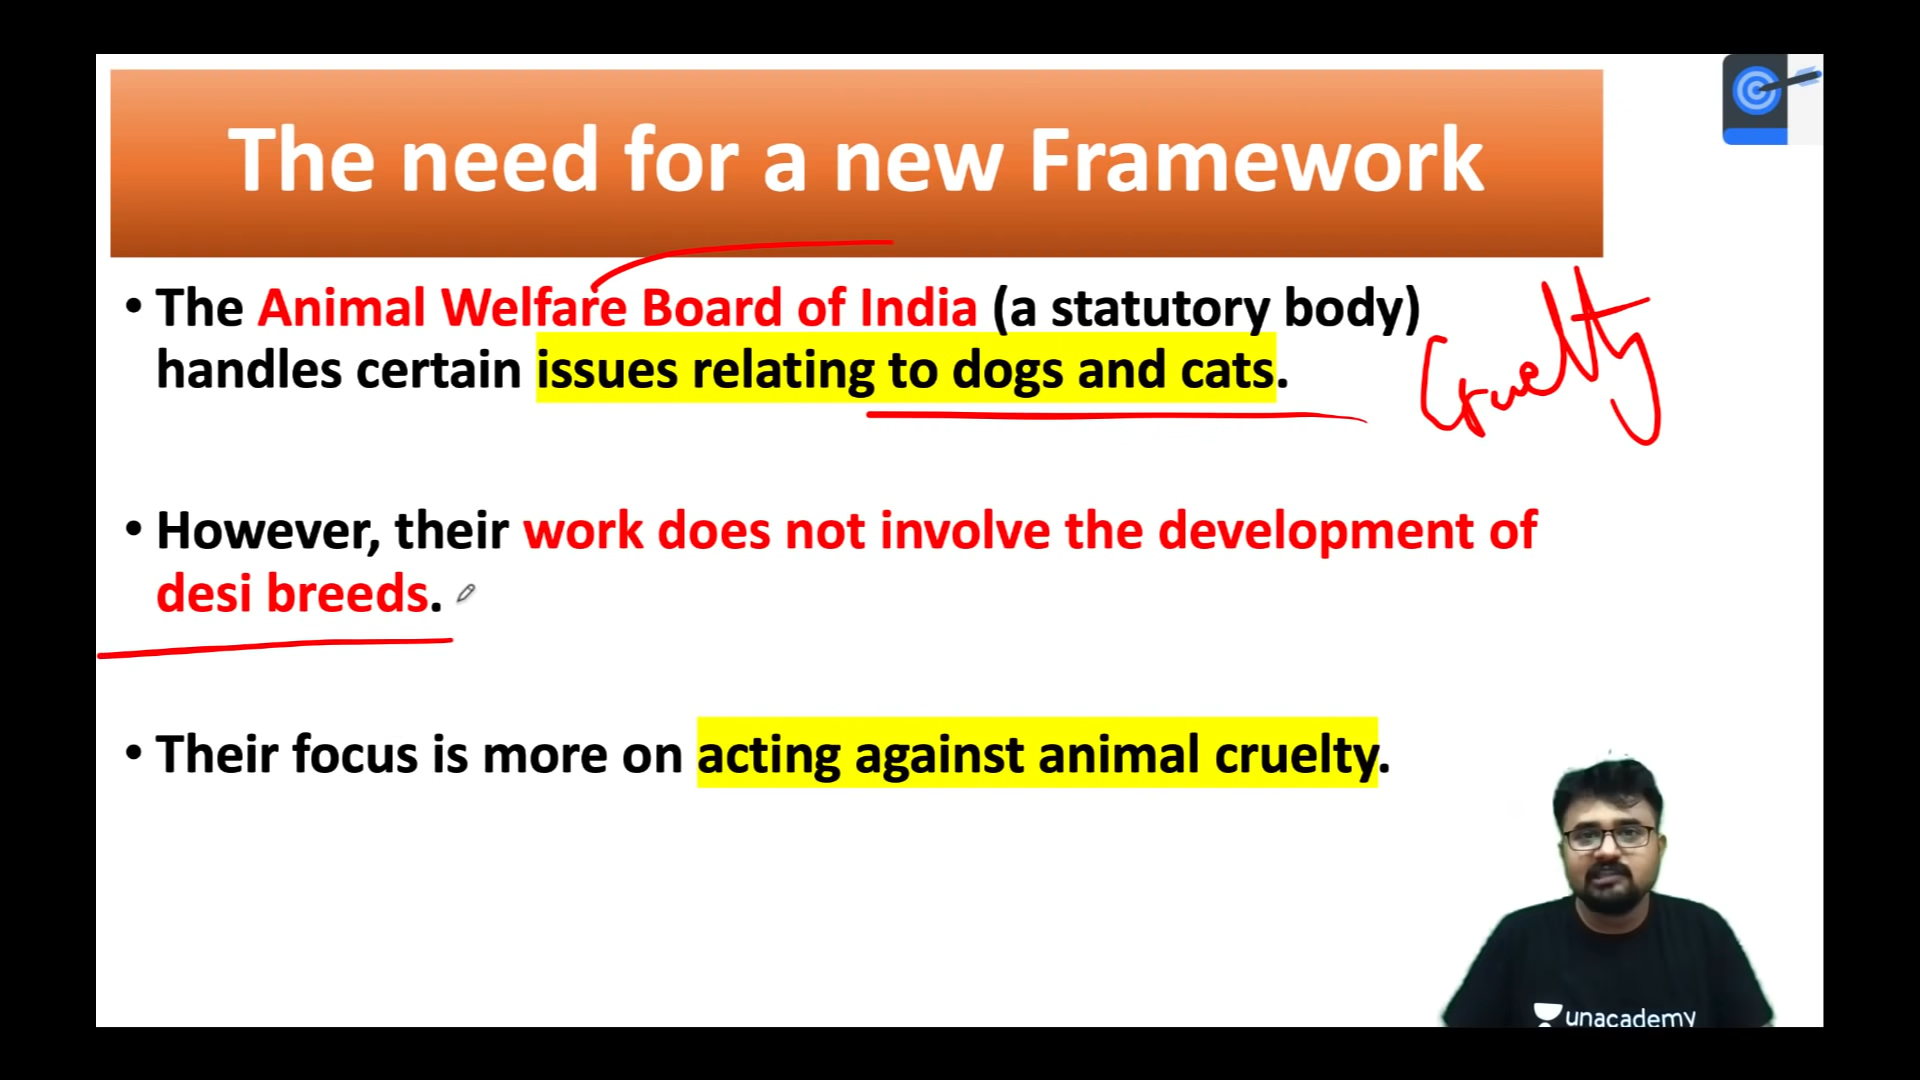 The need for a new Framework
• The Animal Welfare Board of India (a statutory body)
handles certain issues relating to dogs and cats.
Cruelty
• However, their work does not involve the development of
desi breeds.
• Their focus is more on acting against animal cruelty.
unacademy